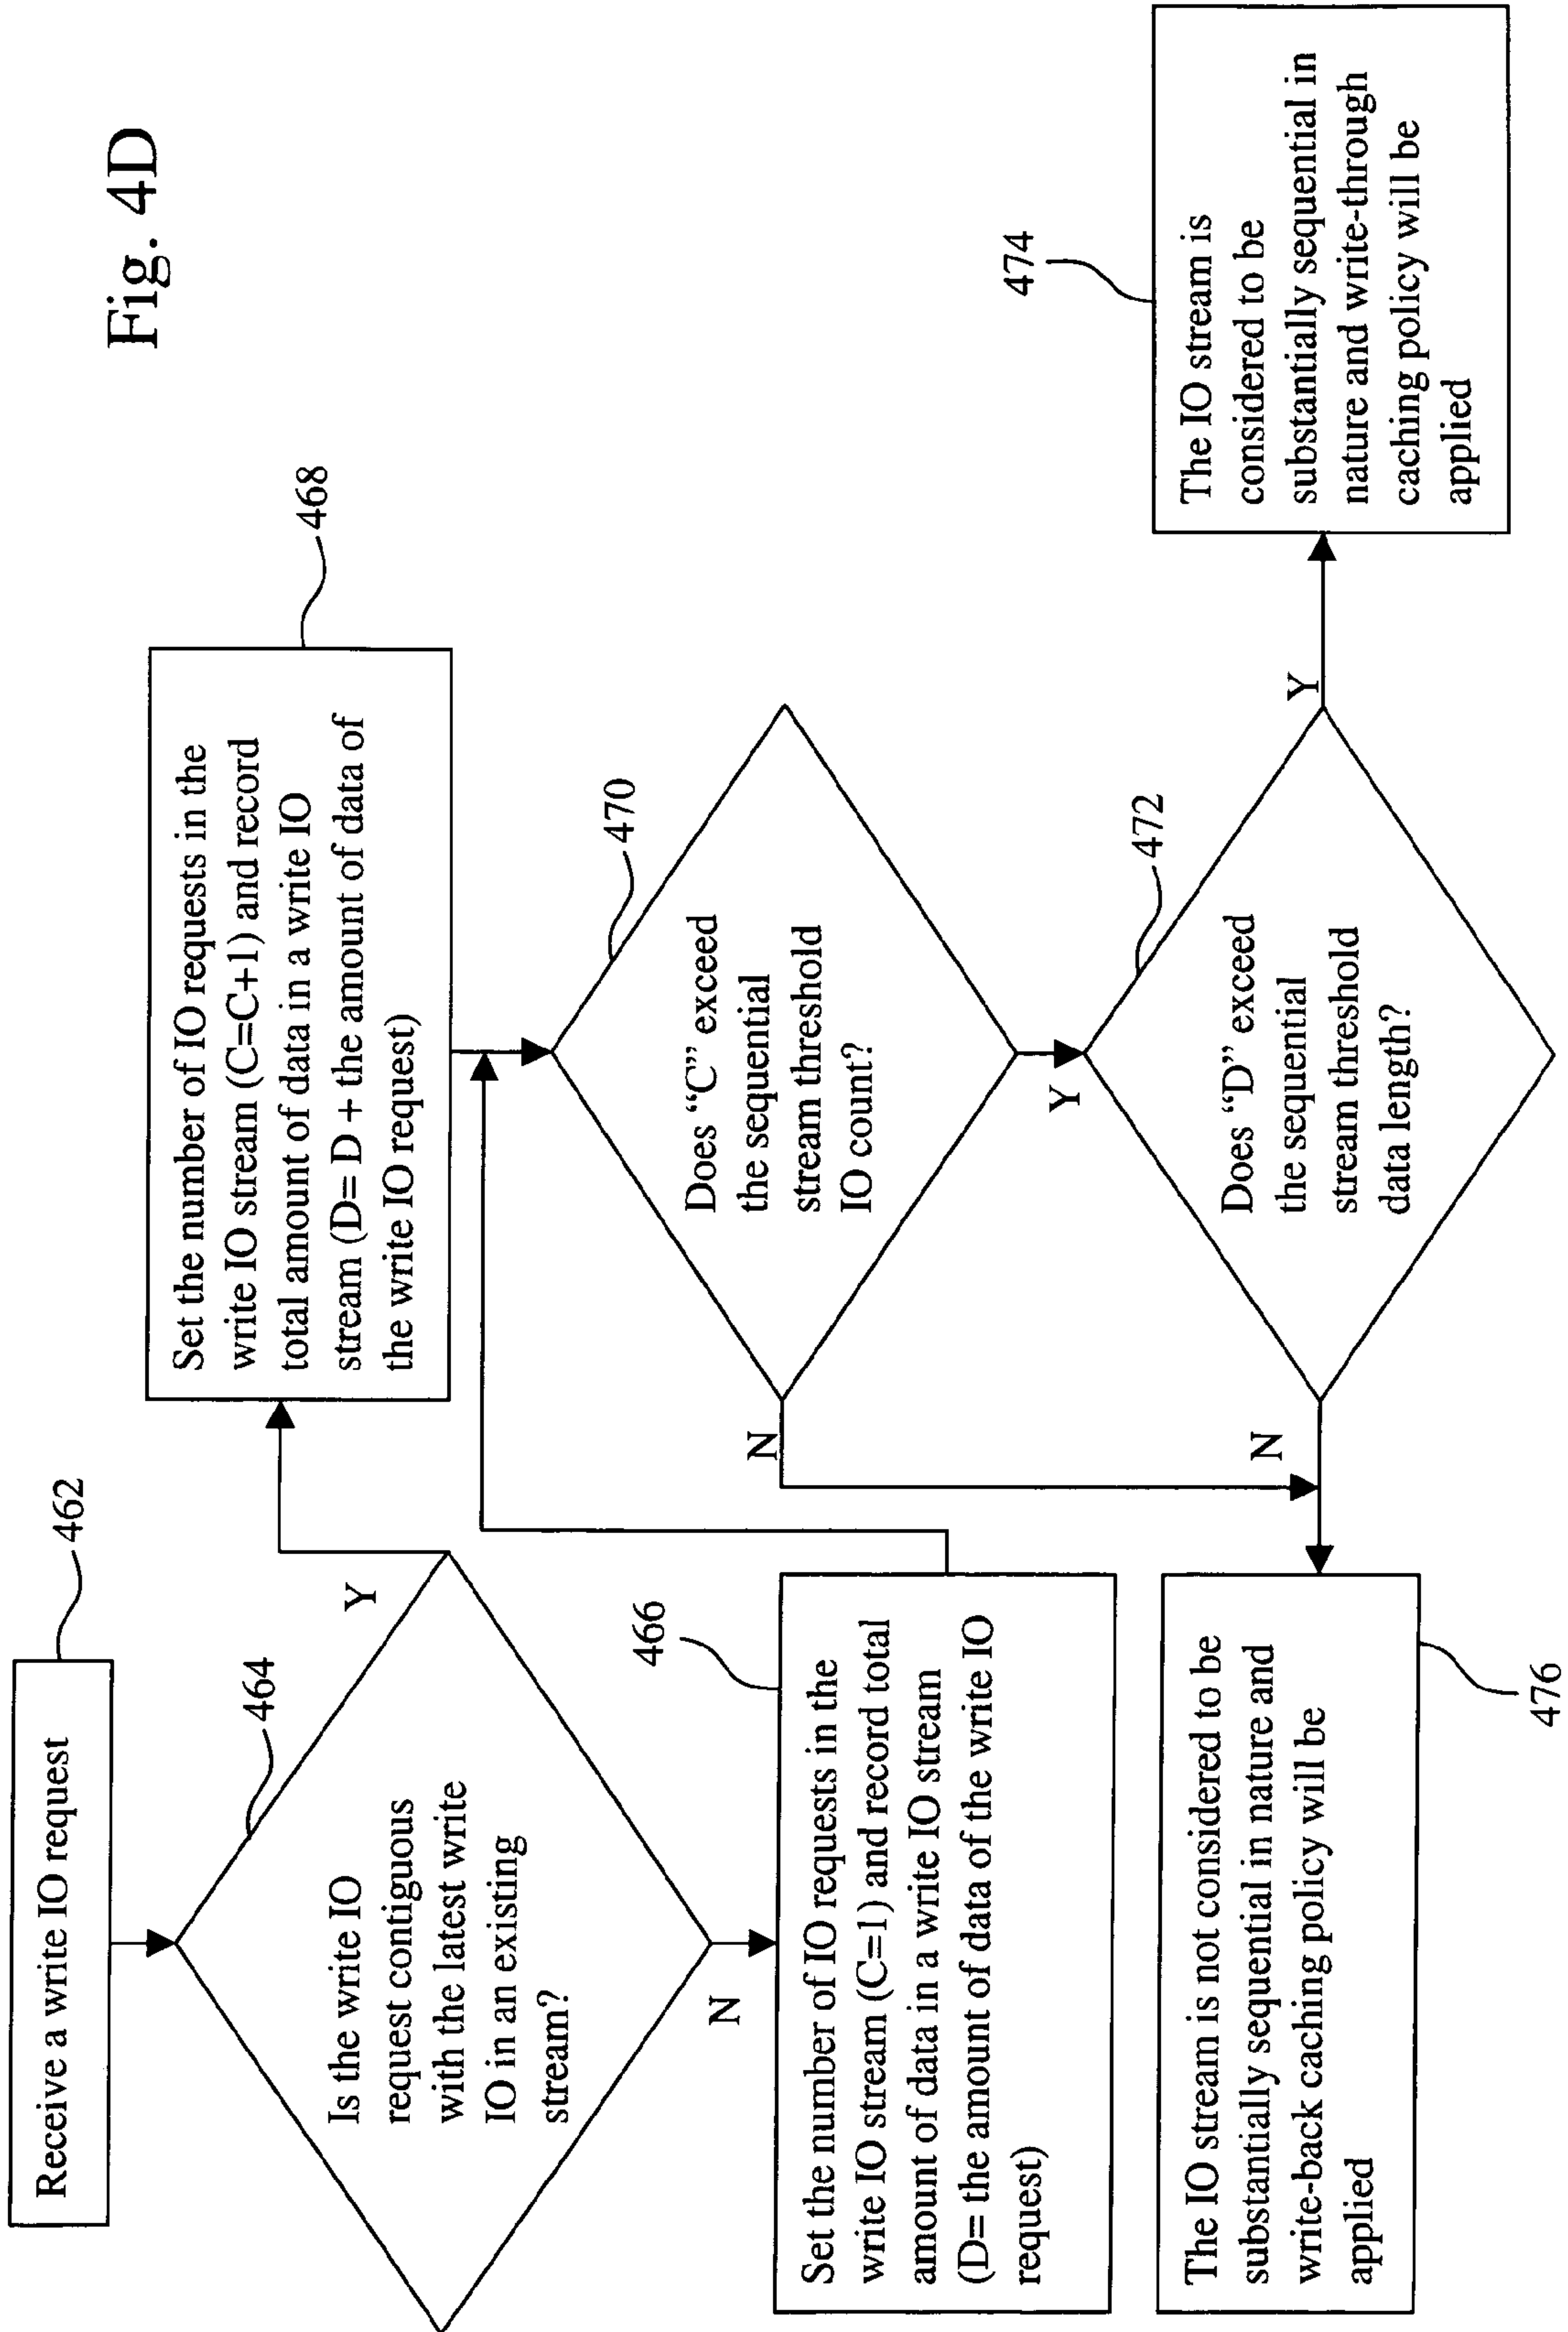 Fig. 4D
Receive a write IO request
462
464
Is the write IO
request contiguous
with the latest write
IO in an existing
stream?
Y
N
466
Set the number of IO requests in the
write IO stream (C=1) and record total
amount of data in a write IO stream
(D= the amount of data of the write IO
request)
468
Set the number of IO requests in the
write IO stream (C=C+1) and record
total amount of data in a write IO
stream (D= D + the amount of data of
the write IO request)
470
Does “C” exceed
the sequential
stream threshold
IO count?
N
Y
472
Does “D” exceed
the sequential
stream threshold
data length?
N
Y
474
The IO stream is
considered to be
substantially sequential in
nature and write-through
caching policy will be
applied
The IO stream is not considered to be
substantially sequential in nature and
write-back caching policy will be
applied
476